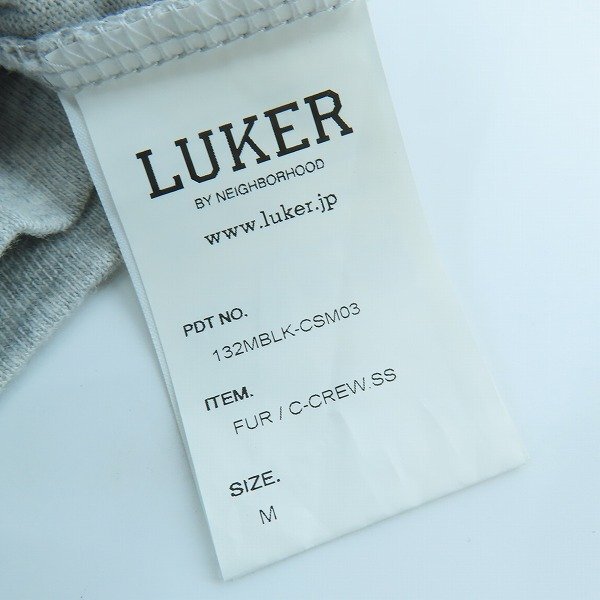 LUKER
BY NEIGHBORHOOD
www.luker.jp
PDT NO.
132MBLK-CSM03
ITEM.
FUR / C-CREW.SS
SIZE.
M